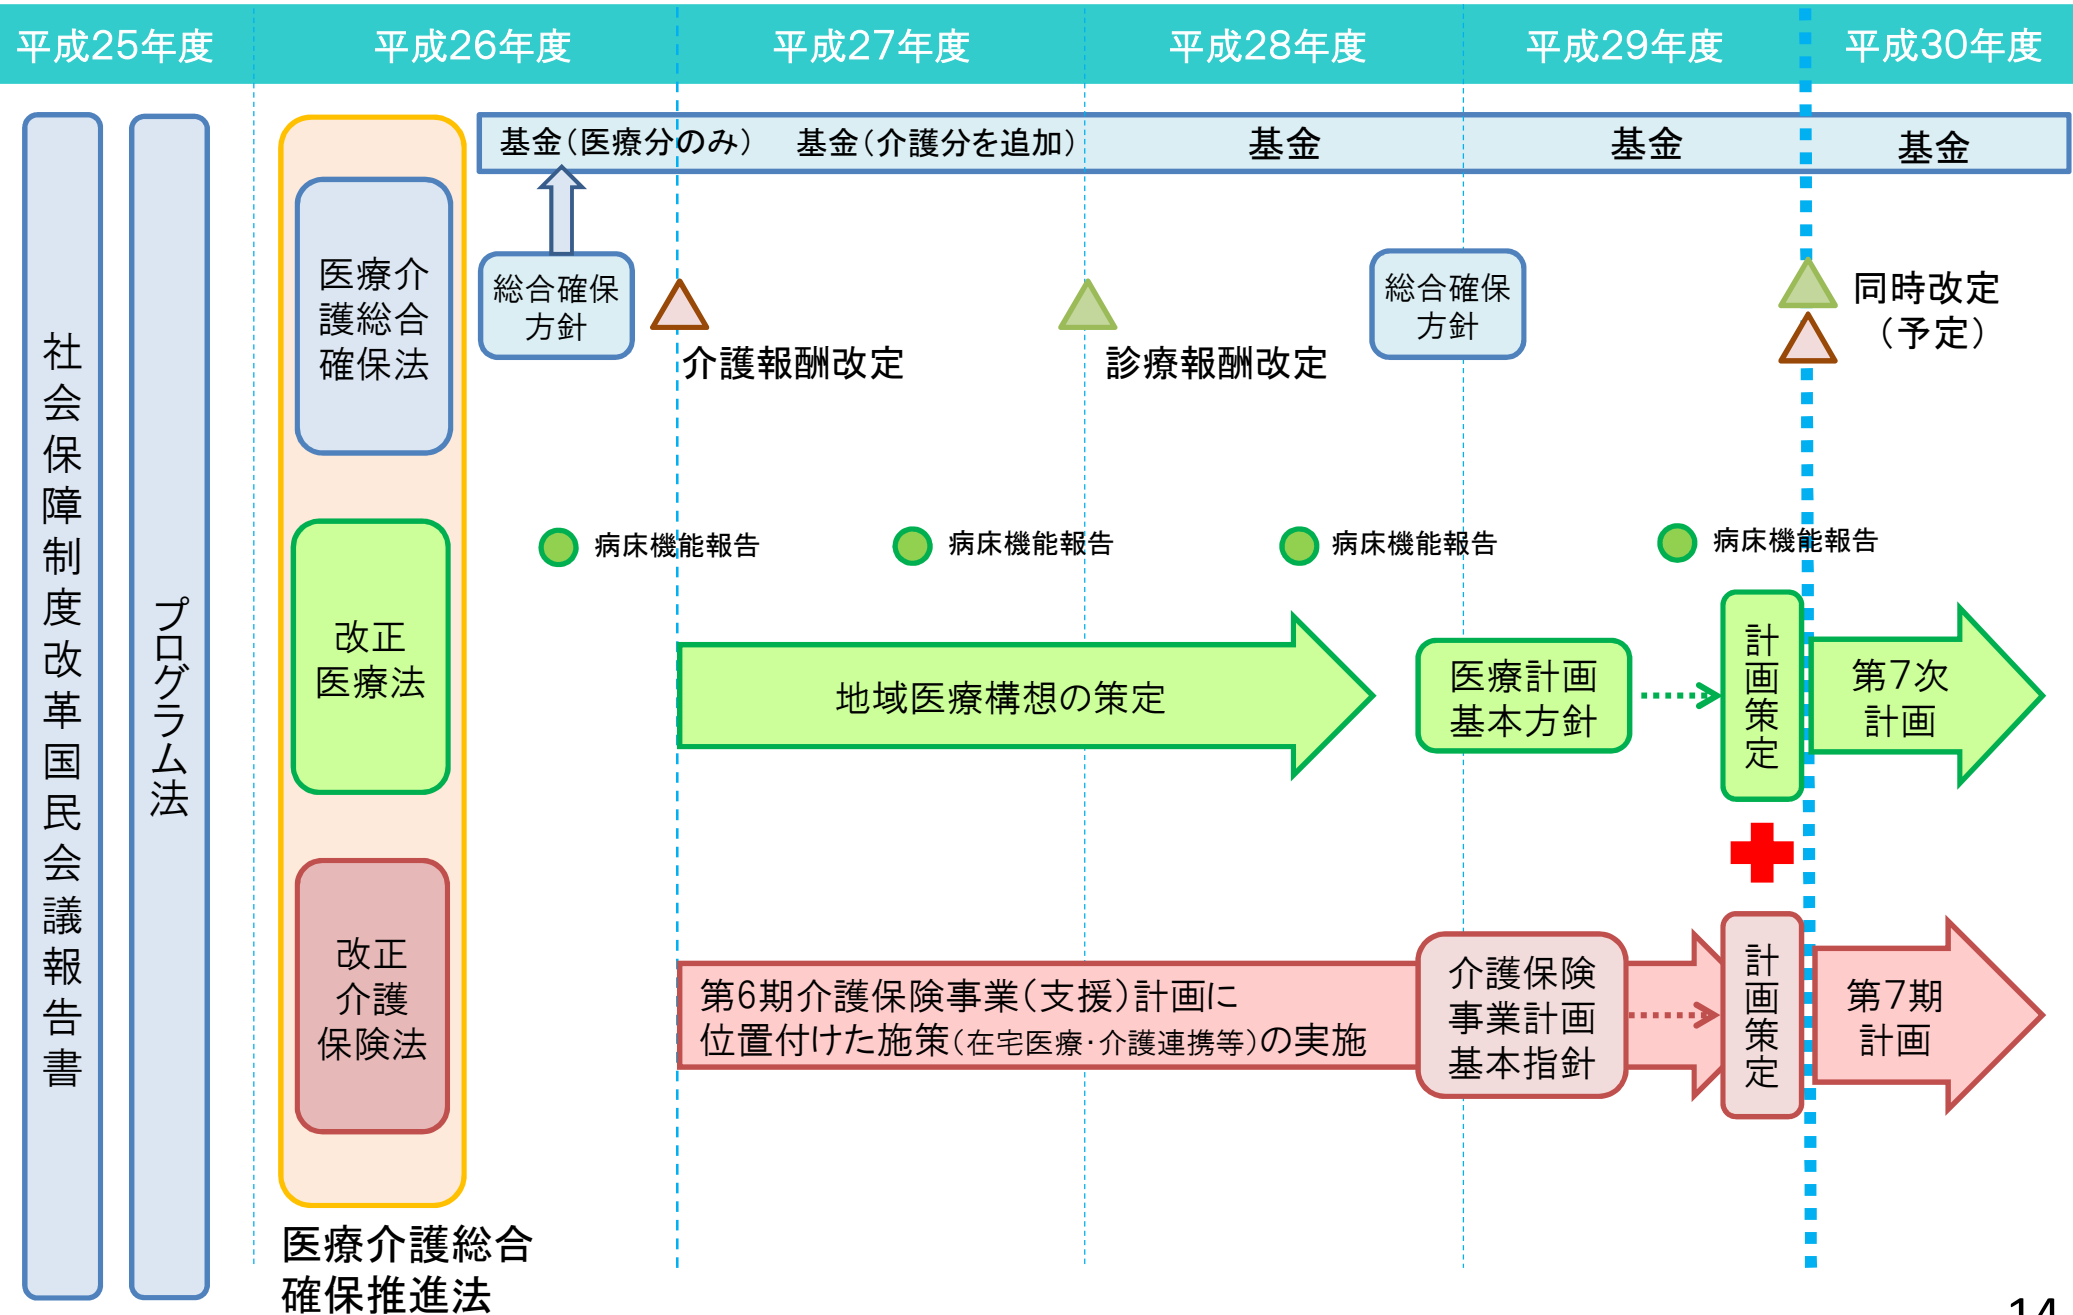 平成25年度
平成26年度
平成27年度
平成28年度
平成29年度
平成30年度
社会保障制度改革国民会議報告書
プログラム法
基金（医療分のみ）
基金（介護分を追加）
基金
基金
基金
医療介
護総合
確保法
総合確保
方針
介護報酬改定
診療報酬改定
総合確保
方針
同時改定
（予定）
病床機能報告
病床機能報告
病床機能報告
病床機能報告
改正
医療法
地域医療構想の策定
医療計画
基本方針
計画策定
第7次
計画
改正
介護
保険法
第6期介護保険事業（支援）計画に
位置付けた施策（在宅医療・介護連携等）の実施
介護保険
事業計画
基本指針
計画策定
第7期
計画
医療介護総合
確保推進法
14